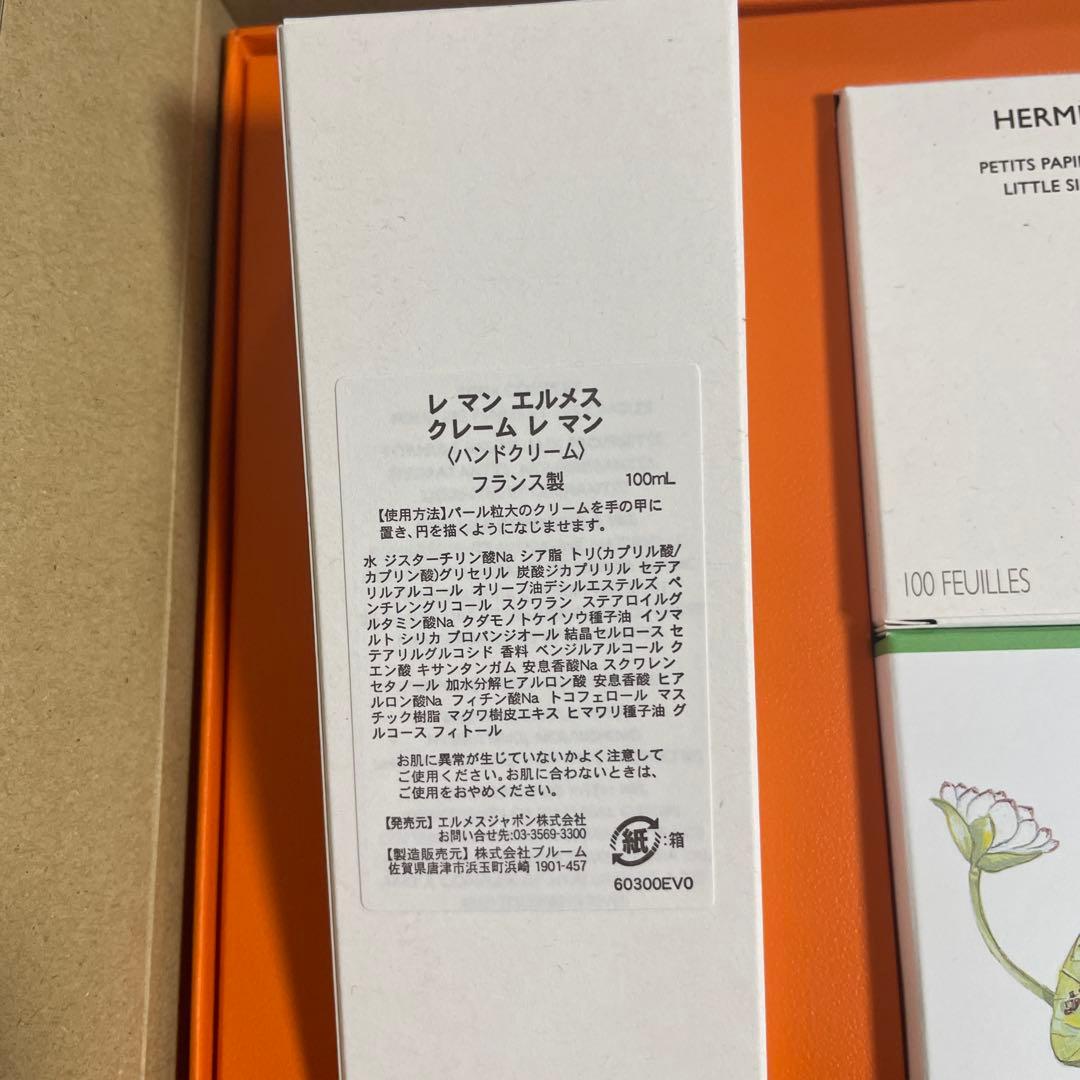 レ マン エルメス
クレーム レ マン
〈ハンドクリーム〉
フランス製 100mL
【使用方法】パール粒大のクリームを手の甲に
置き、円を描くようになじませます。
水 ジスターチリン酸Na シア脂 トリ(カプリル酸/
カプリン酸)グリセリル 炭酸ジカプリリル セテア
リルアルコール オリーブ油デシルエステルズ ペ
ンチレングリコール スクワラン ステアロイルグ
ルタミン酸Na クダモノトケイソウ種子油 イソマ
ルト シリカ プロパンジオール 結晶セルロース セ
テアリルグルコシド 香料 ベンジルアルコール ク
エン酸 キサンタンガム 安息香酸Na スクワレン
セタノール 加水分解ヒアルロン酸 安息香酸 ヒア
ルロン酸Na フィチン酸Na トコフェロール マス
チック樹脂 マグワ樹皮エキス ヒマワリ種子油 グ
ルコース フィトール
お肌に異常が生じていないかよく注意して
ご使用ください。お肌に合わないときは、
ご使用をおやめください。
【発売元】エルメスジャポン株式会社
お問い合せ先:03-3569-3300
【製造販売元】株式会社ブルーム
佐賀県唐津市浜玉町浜崎 1901-457
紙:箱
60300EV0
HERM
PETITS PAPI
LITTLE SI
100 FEUILLES